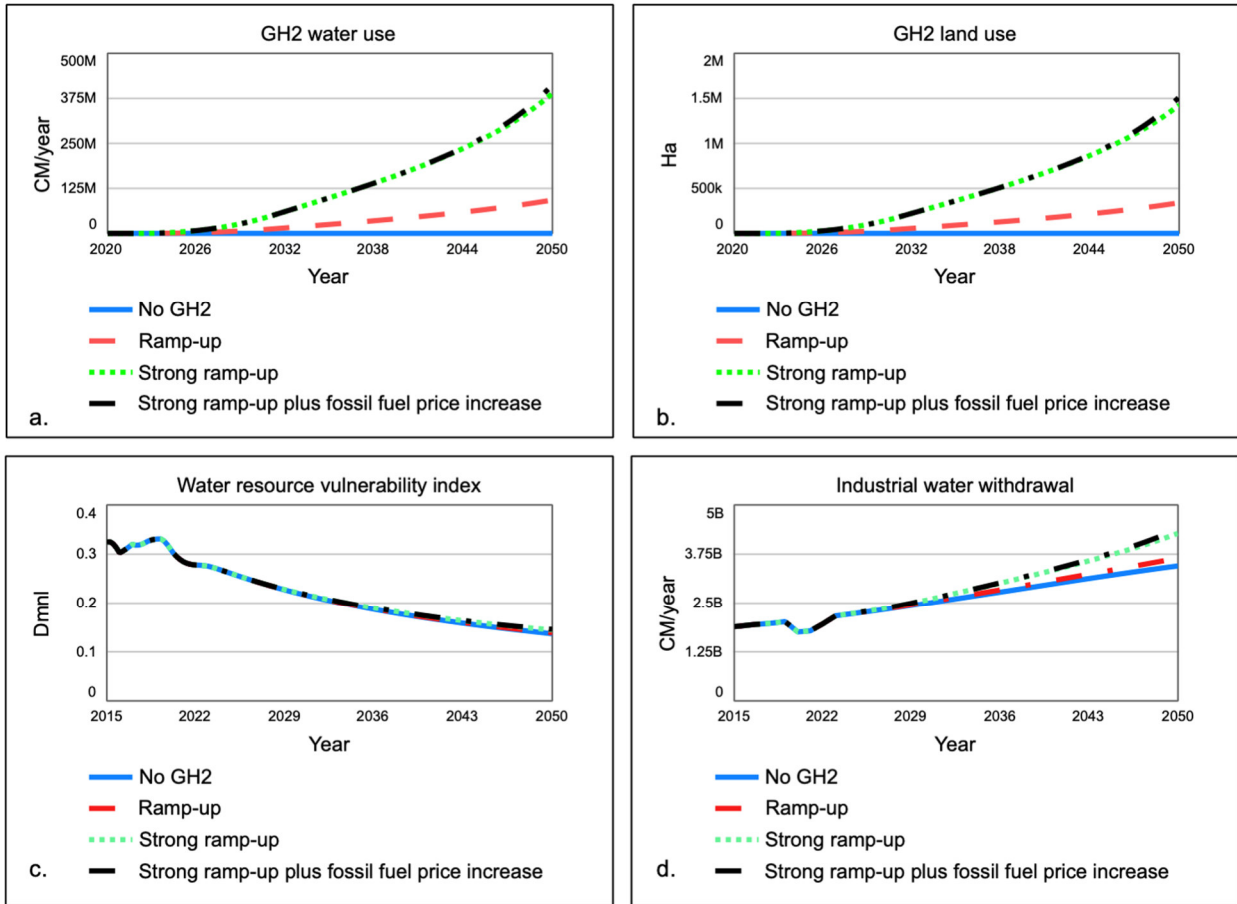 GH2 water use
500M
375M
250M
125M
0
CM/year
2020
2026
2032
2038
2044
2050
Year
No GH2
Ramp-up
Strong ramp-up
Strong ramp-up plus fossil fuel price increase
a.
GH2 land use
2M
1.5M
1M
500k
0
Ha
2020
2026
2032
2038
2044
2050
Year
No GH2
Ramp-up
Strong ramp-up
Strong ramp-up plus fossil fuel price increase
b.
Water resource vulnerability index
0.4
0.3
0.2
0.1
0
Dmnl
2015
2022
2029
2036
2043
2050
Year
No GH2
Ramp-up
Strong ramp-up
Strong ramp-up plus fossil fuel price increase
c.
Industrial water withdrawal
5B
3.75B
2.5B
1.25B
0
CM/year
2015
2022
2029
2036
2043
2050
Year
No GH2
Ramp-up
Strong ramp-up
Strong ramp-up plus fossil fuel price increase
d.